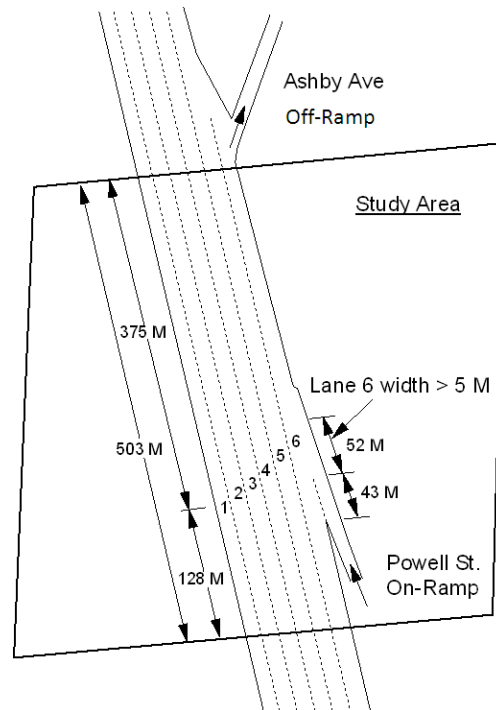 Ashby Ave
Off-Ramp
Study Area
375 M
Lane 6 width > 5 M
503 M
52 M
6
5
4
3
2
1
43 M
128 M
Powell St.
On-Ramp